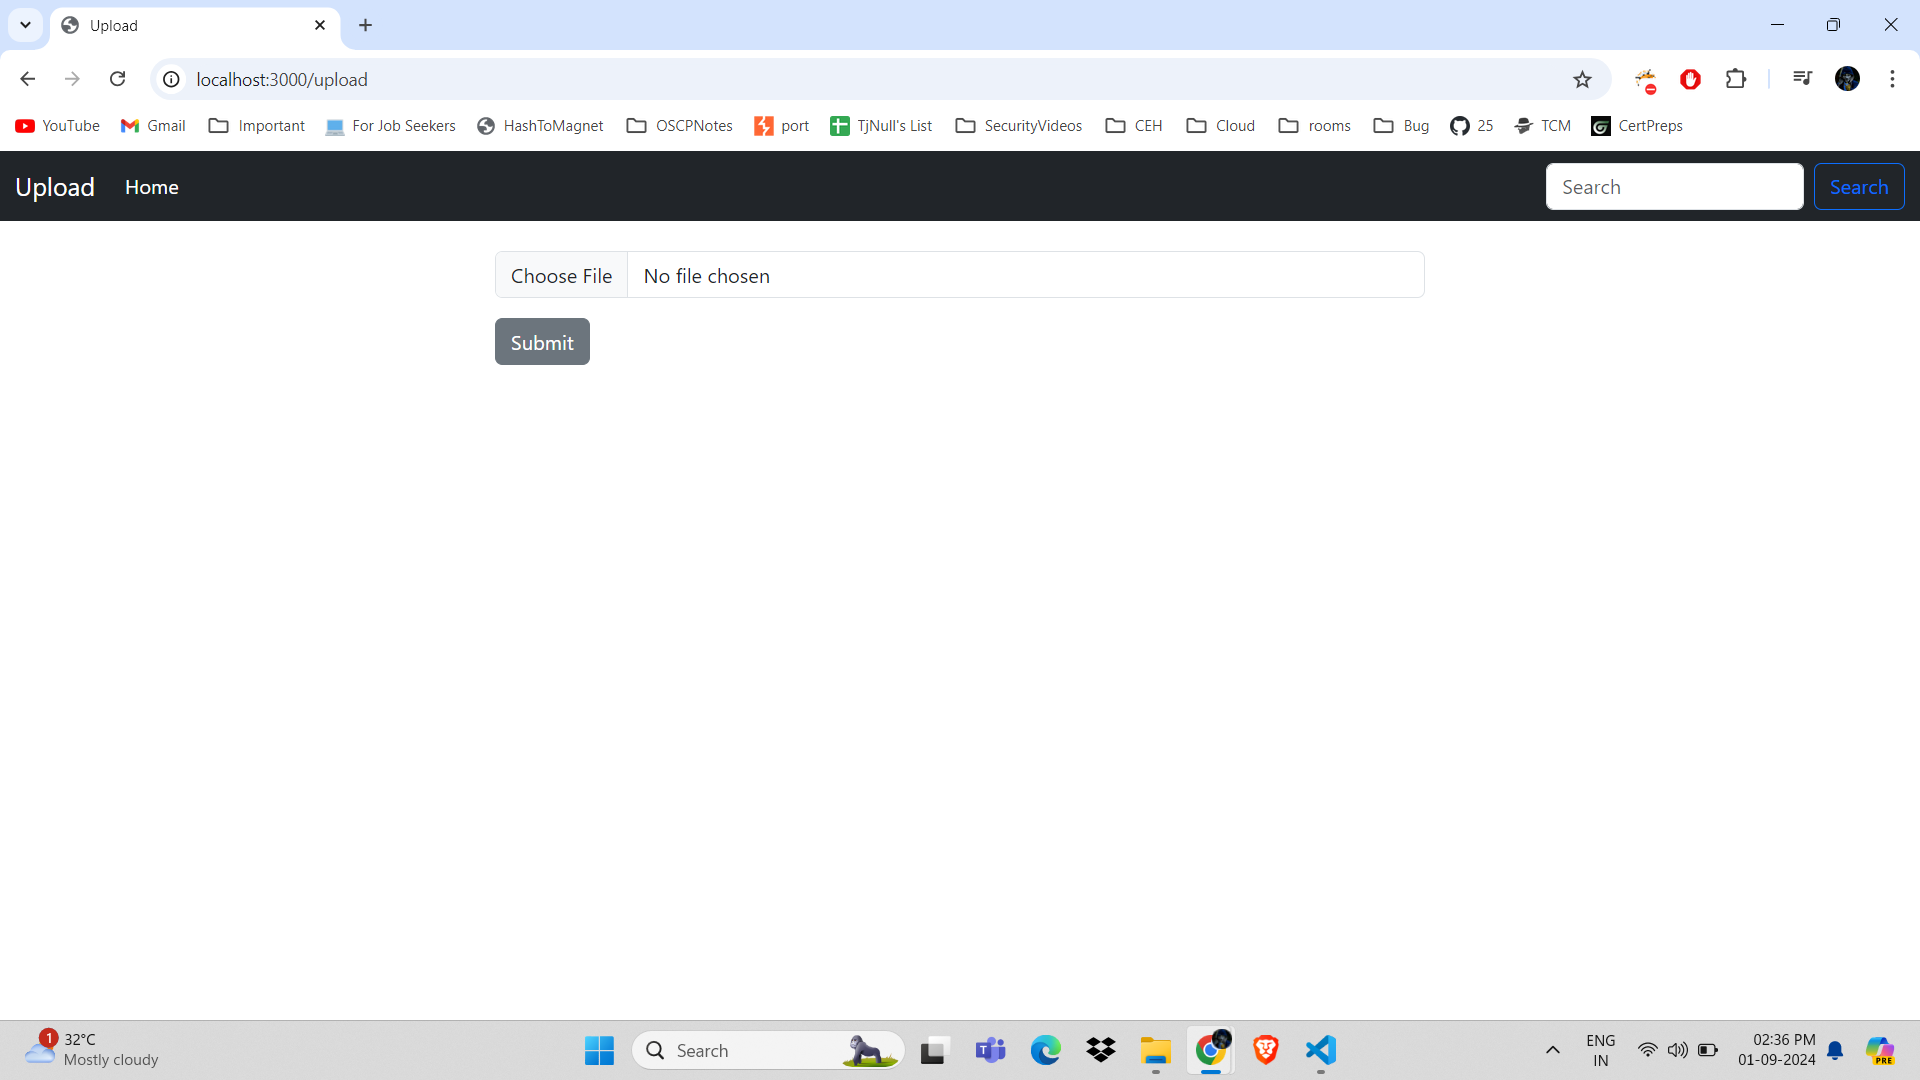 Upload
localhost:3000/upload
YouTube Gmail Important For Job Seekers HashToMagnet OSCPNotes port TjNull's List SecurityVideos CEH Cloud rooms Bug 25 TCM CertPreps
Upload Home Search Search
Choose File No file chosen
Submit
1 32°C
Mostly cloudy
Search
ENG
IN
02:36 PM
01-09-2024
PRE